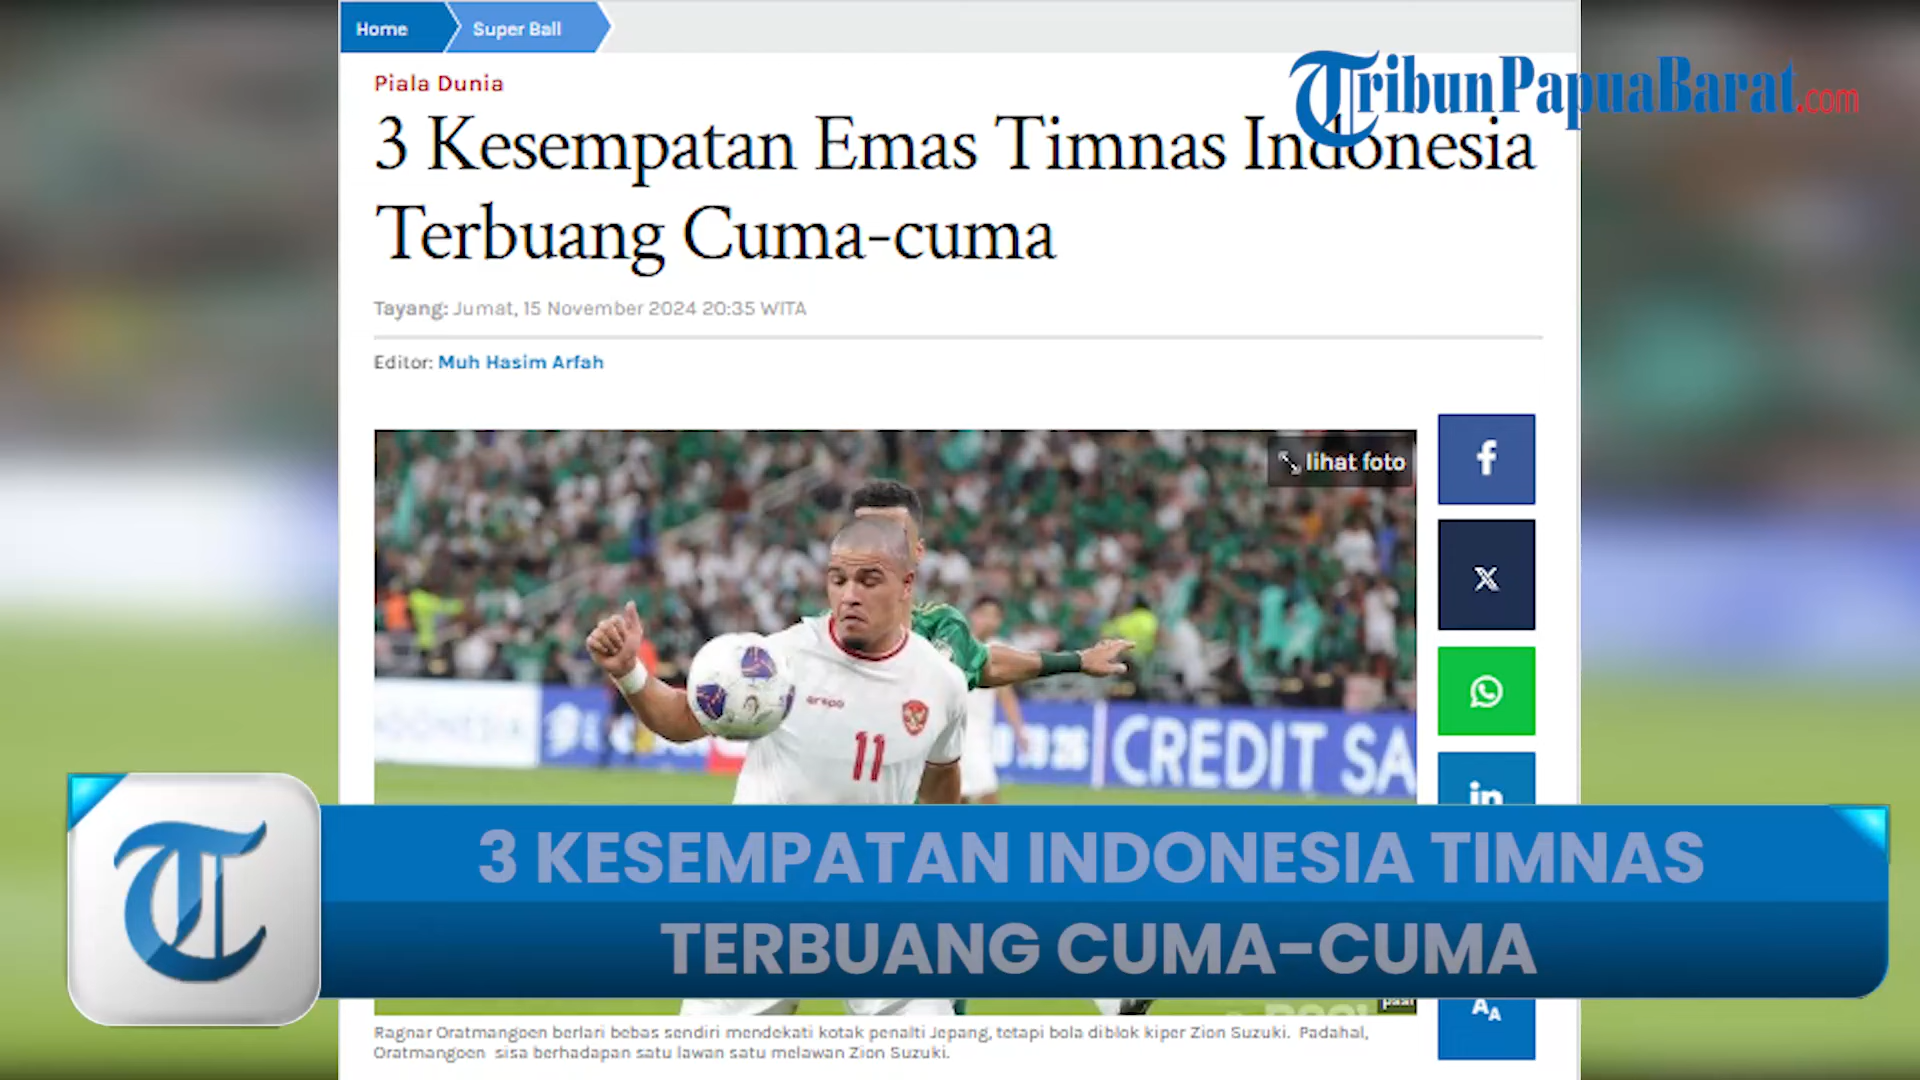 Home
Super Ball
TribunPapuaBarat.com
Piala Dunia
3 Kesempatan Emas Timnas Indonesia
Terbuang Cuma-cuma
Tayang: Jumat, 15 November 2024 20:35 WITA
Editor: Muh Hasim Arfah
lihat foto
f
X
in
erspo
11
CREDIT SA
3 KESEMPATAN INDONESIA TIMNAS
TERBUANG CUMA-CUMA
T
AA
Ragnar Oratmangoen berlari bebas sendiri mendekati kotak penalti Jepang, tetapi bola diblok kiper Zion Suzuki. Padahal,
Oratmangoen sisa berhadapan satu lawan satu melawan Zion Suzuki.